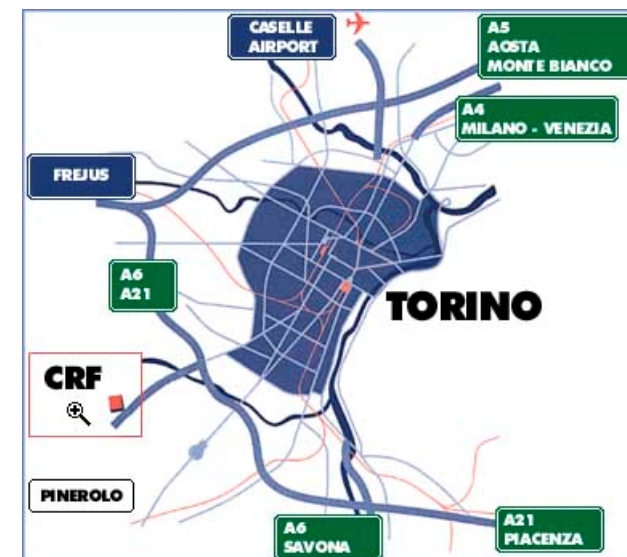 CASELLE
AIRPORT
A5
AOSTA
MONTE BIANCO
A4
MILANO - VENEZIA
FREJUS
A6
A21
TORINO
CRF
PINEROLO
A6
SAVONA
A21
PIACENZA